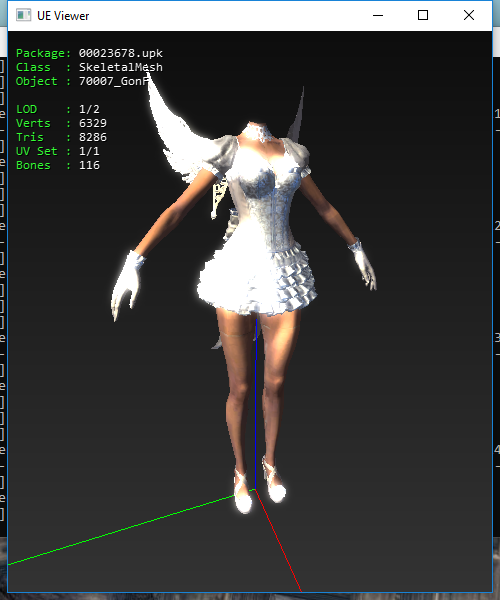 UE Viewer
Package: 00023678.upk
Class  : SkeletalMesh
Object : 70007_GonF
LOD    : 1/2
Verts  : 6329
Tris   : 8286
UV Set : 1/1
Bones  : 116